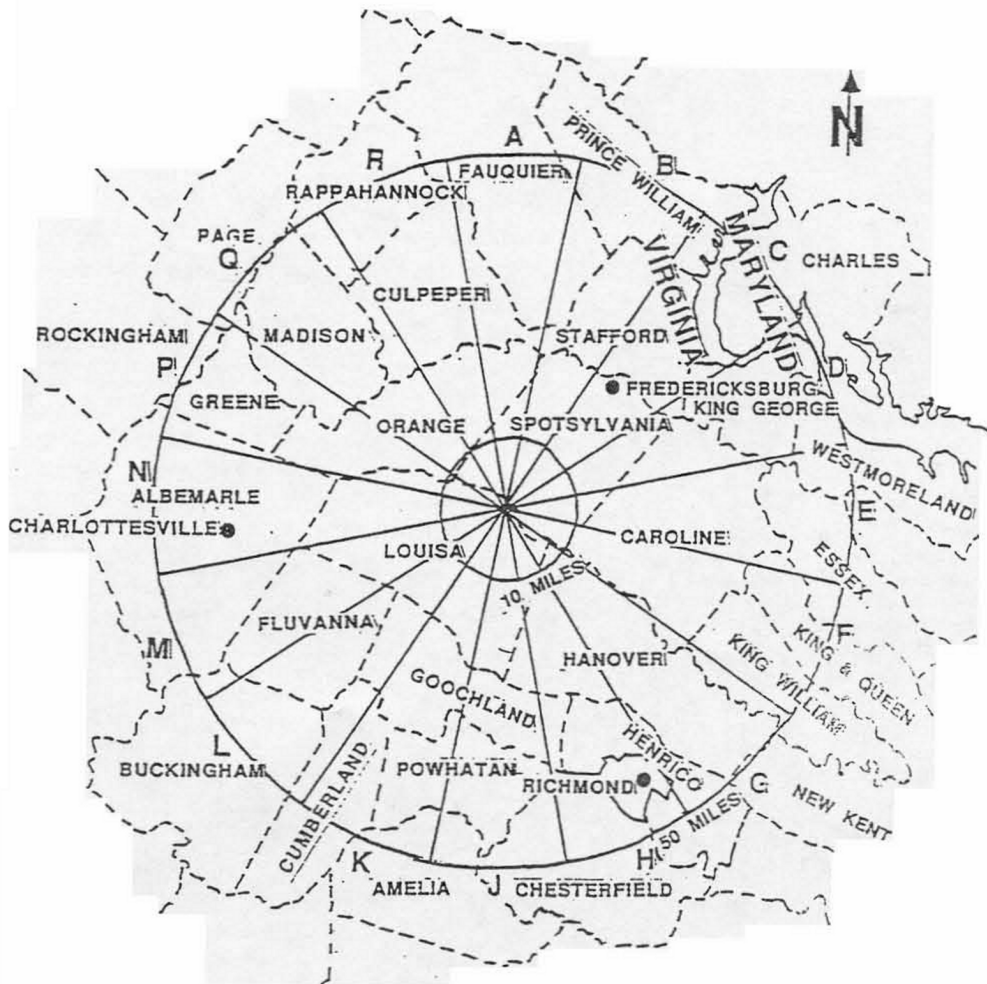 N
A
R
B
FAUQUIER
PRINCE WILLIAM
RAPPAHANNOCK
PAGE
Q
C
MARYLAND
CHARLES
VIRGINIA
CULPEPER
ROCKINGHAM
MADISON
STAFFORD
P
D
FREDERICKSBURG
GREENE
KING GEORGE
ORANGE
SPOTSYLVANIA
WESTMORELAND
N
ALBEMARLE
E
CHARLOTTESVILLE
LOUISA
CAROLINE
ESSEX
10 MILES
FLUVANNA
F
M
HANOVER
KING WILLIAM
KING & QUEEN
GOOCHLAND
L
HENRICO
BUCKINGHAM
POWHATAN
RICHMOND
G
NEW KENT
CUMBERLAND
50 MILES
K
H
AMELIA
J
CHESTERFIELD